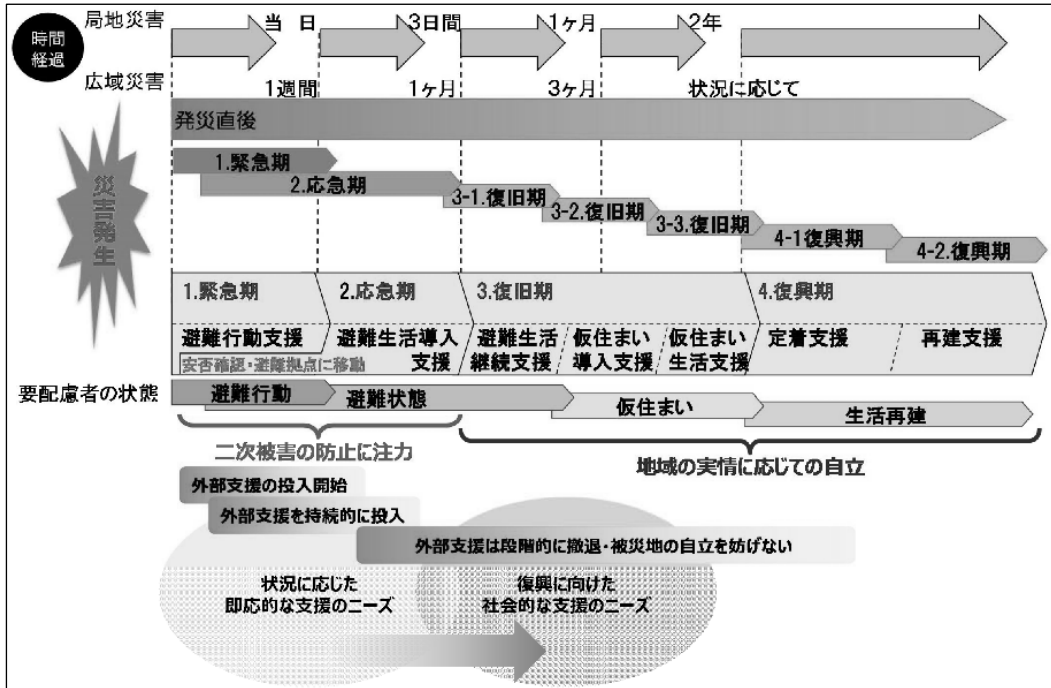 時間
経過
局地災害
当 日
3日間
1ヶ月
2年
広域災害
1週間
1ヶ月
3ヶ月
状況に応じて
災害発生
発災直後
1.緊急期
2.応急期
3-1.復旧期
3-2.復旧期
3-3.復旧期
4-1復興期
4-2.復興期
1.緊急期
2.応急期
3.復旧期
4.復興期
避難行動支援
安否確認・避難拠点に移動
避難生活導入
支援
避難生活
継続支援
仮住まい
導入支援
仮住まい
生活支援
定着支援
再建支援
要配慮者の状態
避難行動
避難状態
仮住まい
生活再建
二次被害の防止に注力
地域の実情に応じての自立
外部支援の投入開始
外部支援を持続的に投入
外部支援は段階的に撤退・被災地の自立を妨げない
状況に応じた
即応的な支援のニーズ
復興に向けた
社会的な支援のニーズ